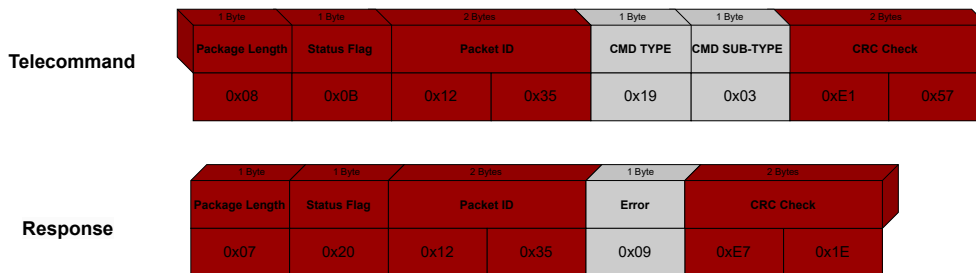 1 Byte 1 Byte 2 Bytes 1 Byte 1 Byte 2 Bytes
Telecommand
Package Length Status Flag Packet ID CMD TYPE CMD SUB-TYPE CRC Check
0x08 0x0B 0x12 0x35 0x19 0x03 0xE1 0x57
1 Byte 1 Byte 2 Bytes 1 Byte 2 Bytes
Response
Package Length Status Flag Packet ID Error CRC Check
0x07 0x20 0x12 0x35 0x09 0xE7 0x1E